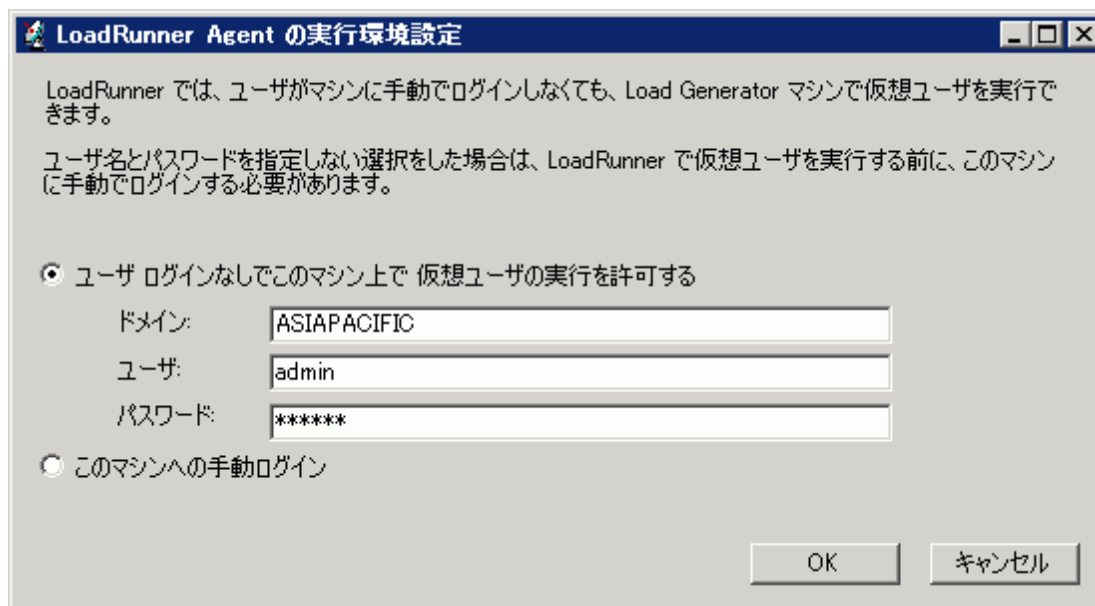 LoadRunner Agent の実行環境設定
LoadRunner では、ユーザがマシンに手動でログインしなくても、Load Generator マシンで仮想ユーザを実行で
きます。
ユーザ名とパスワードを指定しない選択をした場合は、LoadRunner で仮想ユーザを実行する前に、このマシン
に手動でログインする必要があります。
ユーザ ログインなしでこのマシン上で 仮想ユーザの実行を許可する
ドメイン: ASIAPACIFIC
ユーザ: admin
パスワード: ******
このマシンへの手動ログイン
OK キャンセル